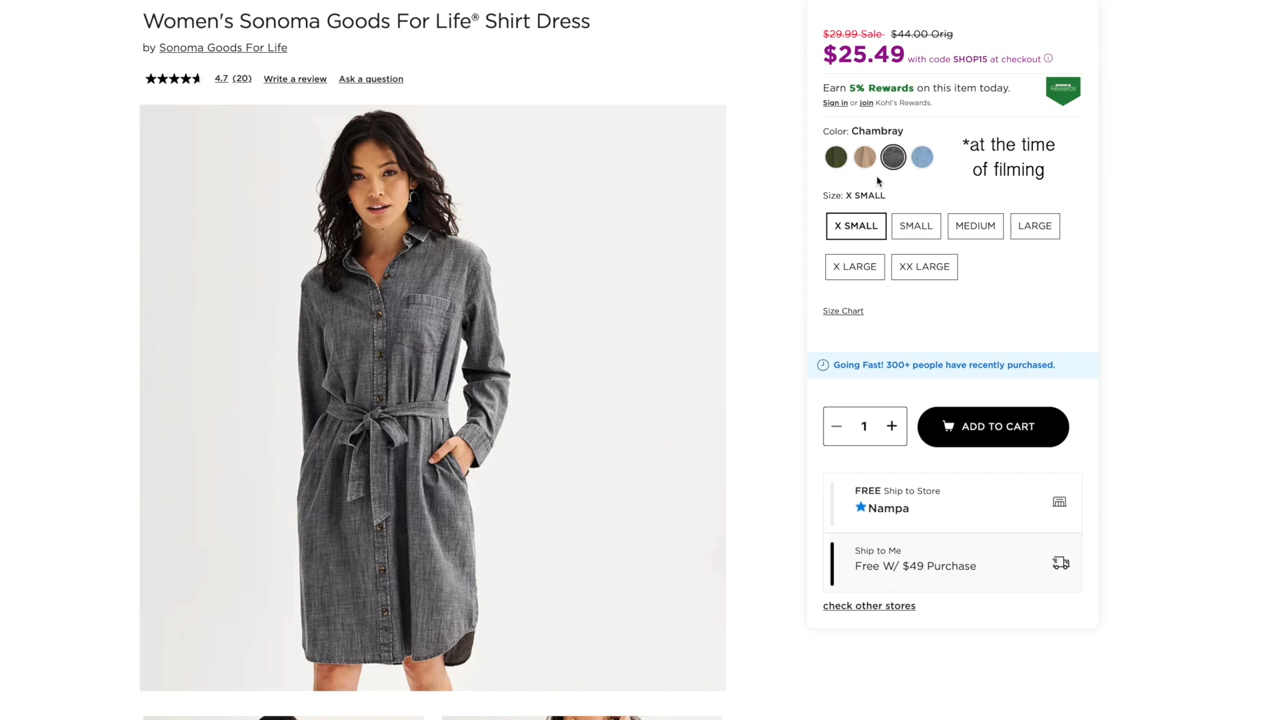 Women's Sonoma Goods For Life® Shirt Dress
by Sonoma Goods For Life
4.7 (20) Write a review Ask a question
$29.99 Sale $44.00 Orig
$25.49 with code SHOP15 at checkout
Earn 5% Rewards on this item today.
Sign in or join Kohl's Rewards.
Rewards
Color: Chambray
*at the time
of filming
Size: X SMALL
X SMALL SMALL MEDIUM LARGE
X LARGE XX LARGE
Size Chart
Going Fast! 300+ people have recently purchased.
1
ADD TO CART
FREE Ship to Store
Nampa
Ship to Me
Free W/ $49 Purchase
check other stores